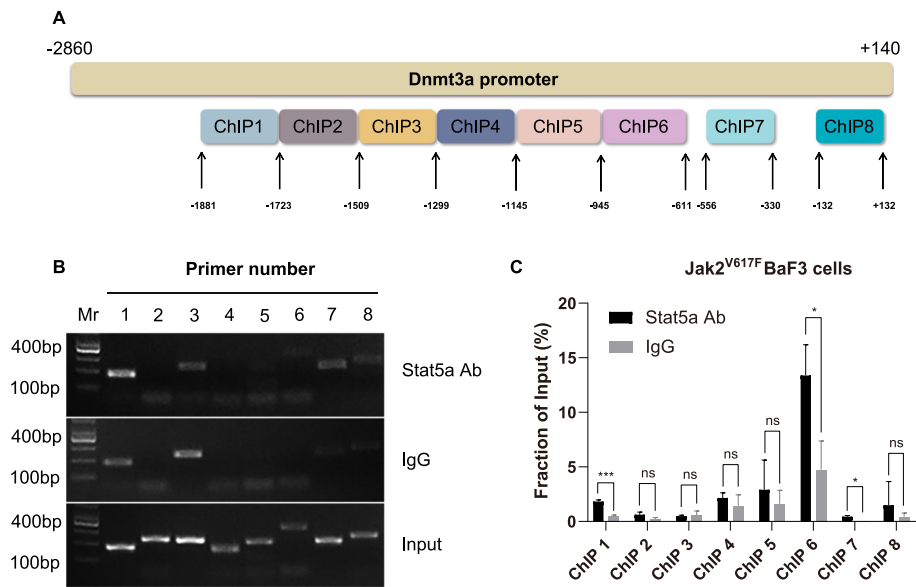 A
-2860
+140
Dnmt3a promoter
ChIP1 ChIP2 ChIP3 ChIP4 ChIP5 ChIP6 ChIP7 ChIP8
-1881 -1723 -1509 -1299 -1145 -945 -611 -556 -330 -132 +132
B
Primer number
Mr 1 2 3 4 5 6 7 8
400bp
100bp
Stat5a Ab
400bp
100bp
IgG
400bp
100bp
Input
C
Jak2V617F BaF3 cells
Fraction of Input (%)
20
15
10
5
0
Stat5a Ab
IgG
*** ns ns ns ns * * ns
ChIP 1 ChIP 2 ChIP 3 ChIP 4 ChIP 5 ChIP 6 ChIP 7 ChIP 8